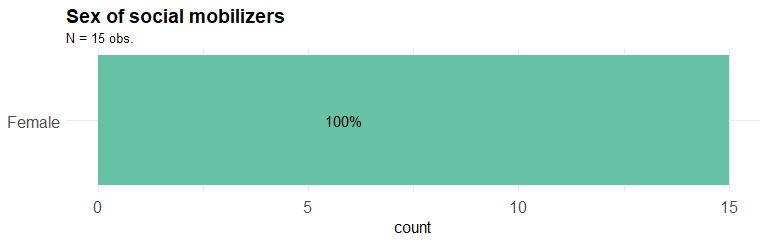 Sex of social mobilizers
N = 15 obs.
Female
100%
0 5 10 15
count